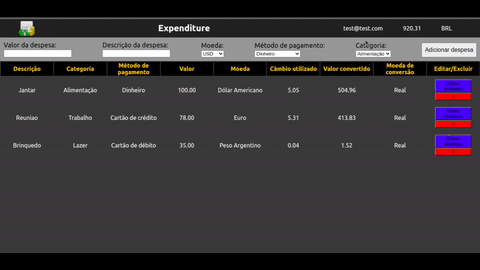 Expenditure
test@test.com 920.31 BRL
Valor da despesa: Descrição da despesa: Moeda: Método de pagamento: Categoria:
USD Dinheiro Alimentação Adicionar despesa
Descrição Categoria Método de pagamento Valor Moeda Câmbio utilizado Valor convertido Moeda de conversão Editar/Excluir
Jantar Alimentação Dinheiro 100.00 Dólar Americano 5.05 504.96 Real
Reuniao Trabalho Cartão de crédito 78.00 Euro 5.31 413.83 Real
Brinquedo Lazer Cartão de débito 35.00 Peso Argentino 0.04 1.52 Real